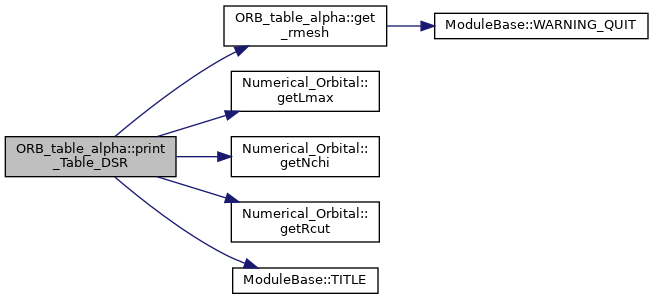 ORB_table_alpha::get
_rmesh
ModuleBase::WARNING_QUIT
Numerical_Orbital::
getLmax
ORB_table_alpha::print
_Table_DSR
Numerical_Orbital::
getNchi
Numerical_Orbital::
getRcut
ModuleBase::TITLE